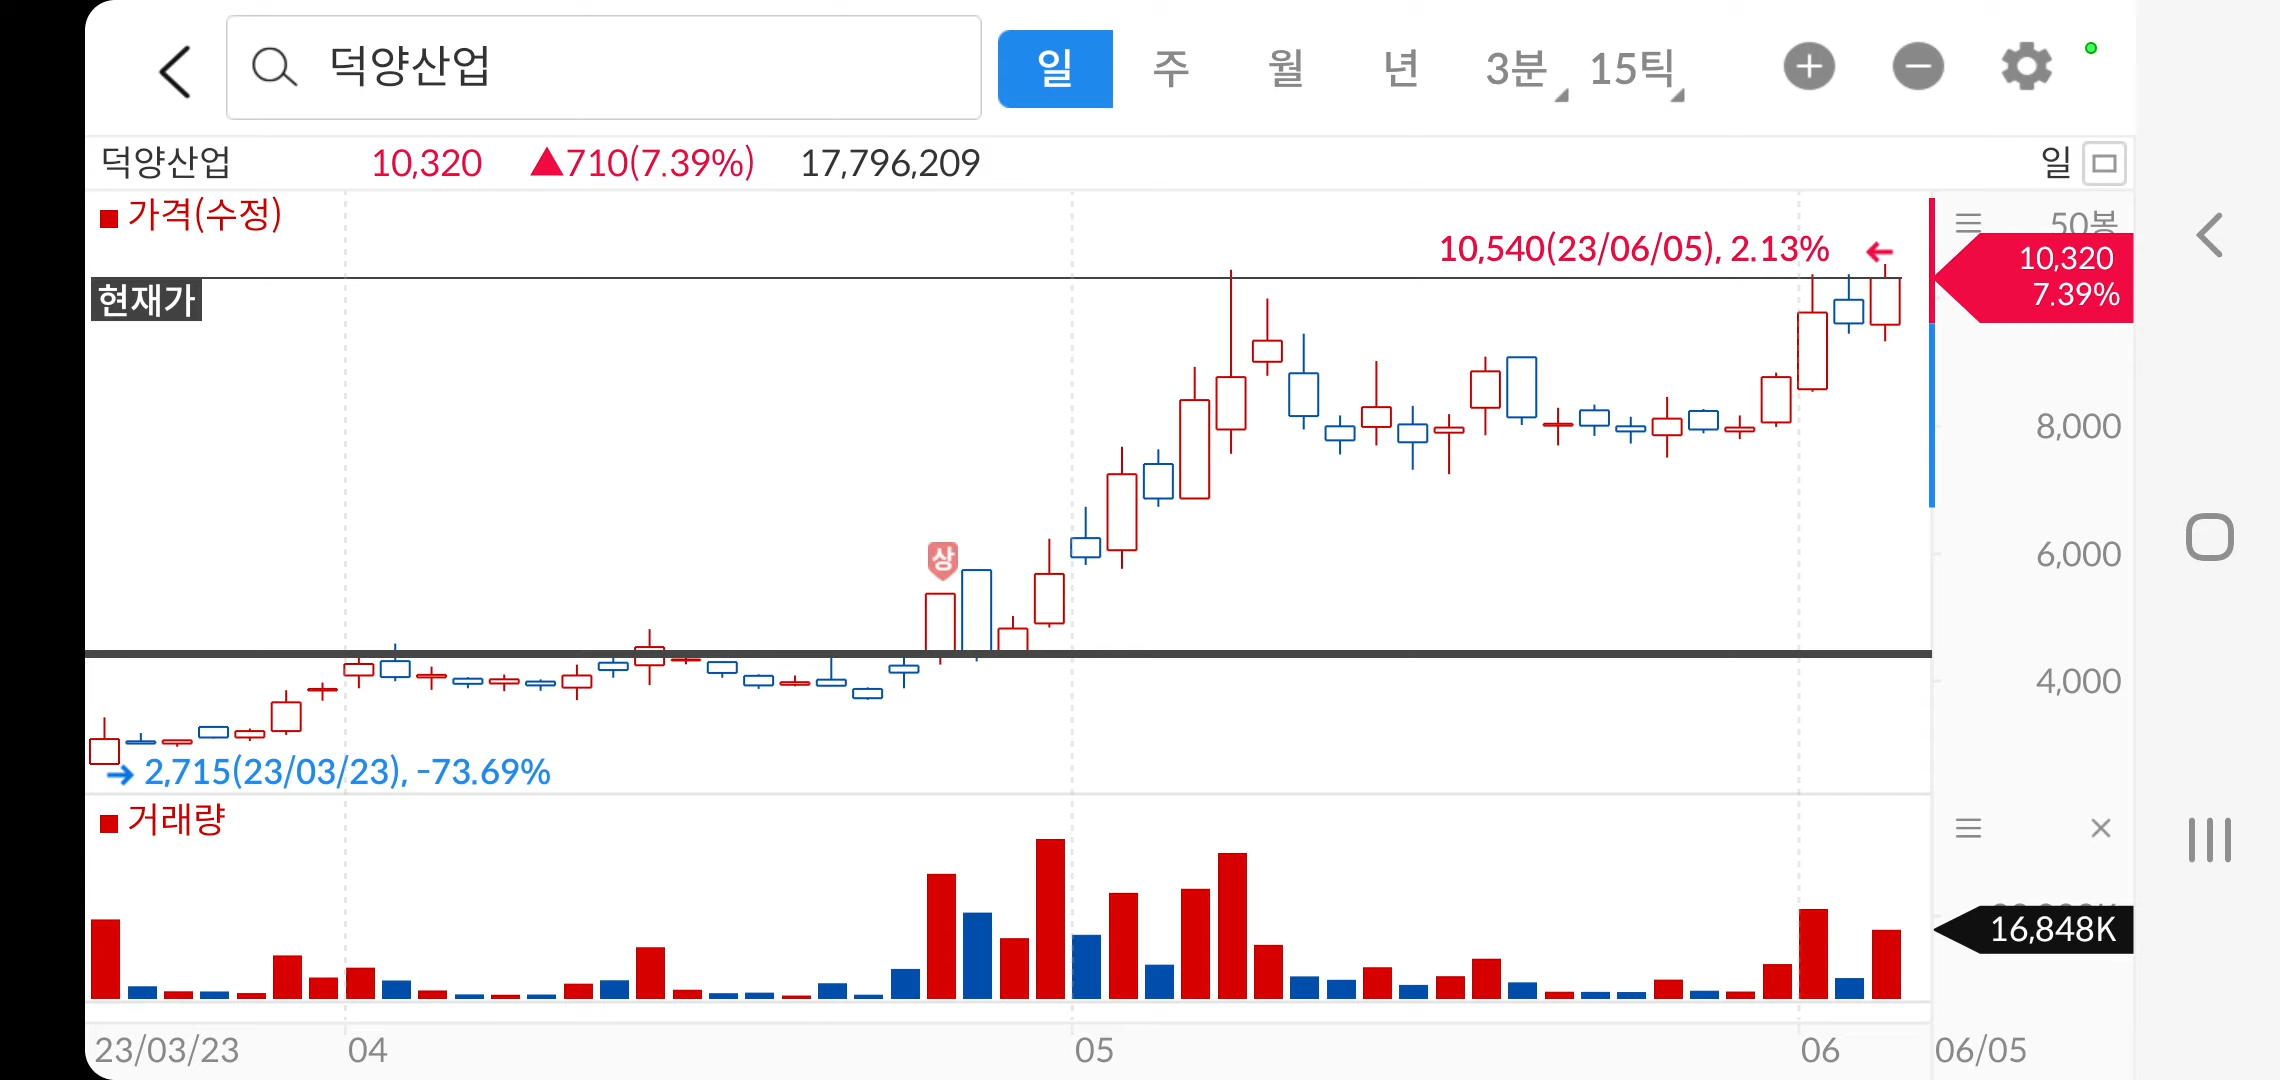 덕양산업
일 주 월 년 3분 15틱
덕양산업 10,320 ▲710(7.39%) 17,796,209 일
가격(수정)
50봉
10,540(23/06/05), 2.13%
10,320
7.39%
현재가
8,000
상
6,000
4,000
2,715(23/03/23), -73.69%
거래량
16,848K
23/03/23 04 05 06 06/05